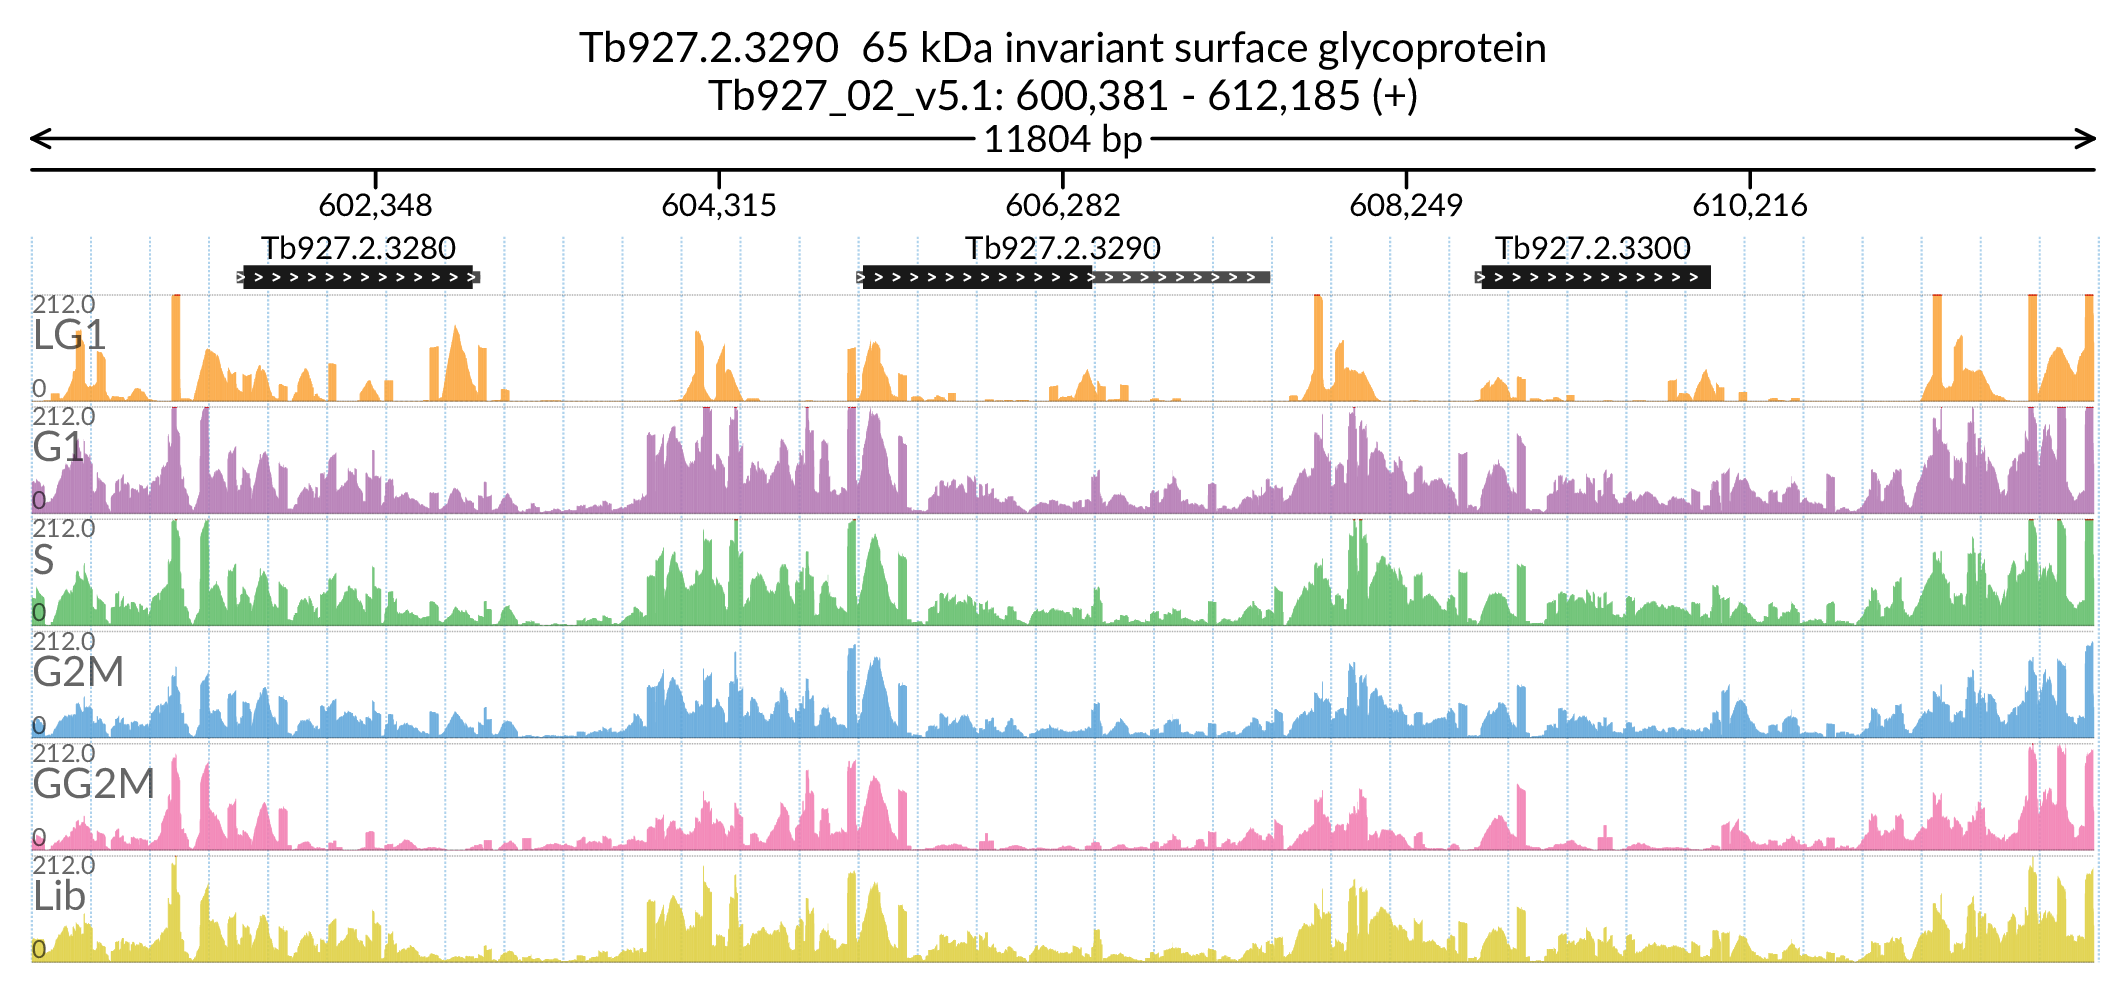 Tb927.2.3290  65 kDa invariant surface glycoprotein
Tb927_02_v5.1: 600,381 - 612,185 (+)
11804 bp
602,348 604,315 606,282 608,249 610,216
Tb927.2.3280 Tb927.2.3290 Tb927.2.3300
212.0
LG1
0
212.0
G1
0
212.0
S
0
212.0
G2M
0
212.0
GG2M
0
212.0
Lib
0